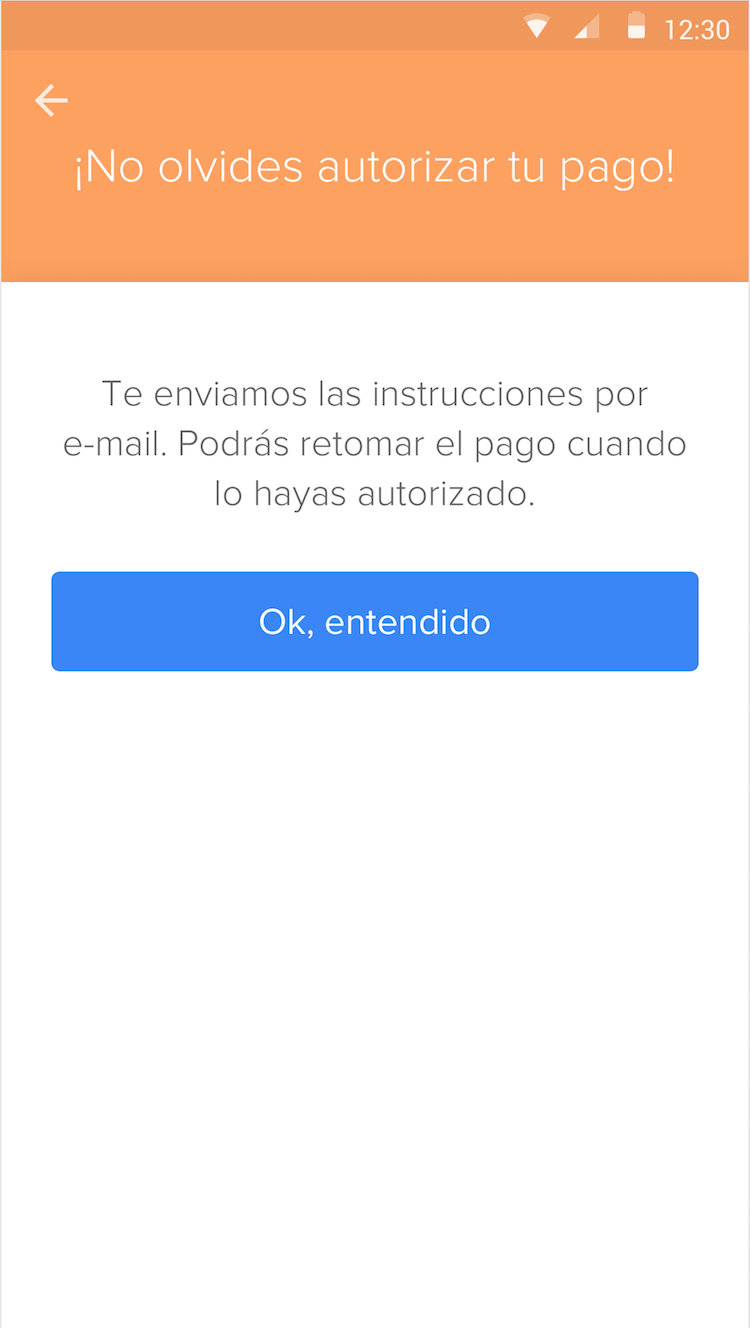 12:30
¡No olvides autorizar tu pago!
Te enviamos las instrucciones por
e-mail. Podrás retomar el pago cuando
lo hayas autorizado.
Ok, entendido